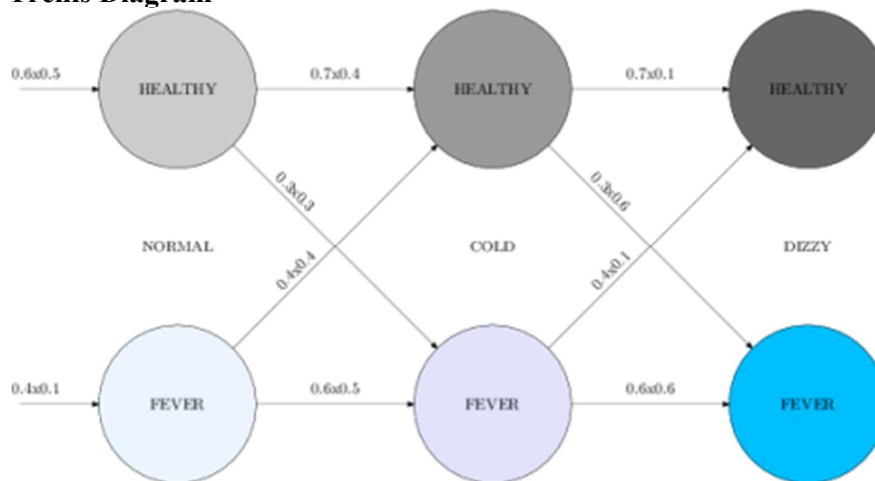 Trellis Diagram
0.6x0.5
HEALTHY
0.7x0.4
HEALTHY
0.7x0.1
HEALTHY
0.3x0.3
0.3x0.6
NORMAL
COLD
DIZZY
0.4x0.4
0.4x0.1
0.4x0.1
FEVER
0.6x0.5
FEVER
0.6x0.6
FEVER